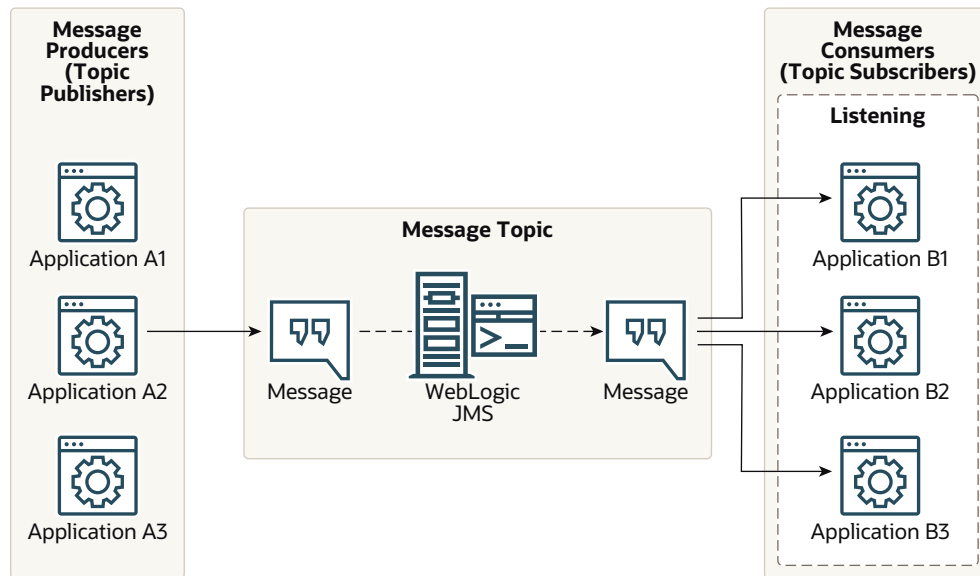 Message
Producers
(Topic
Publishers)
Application A1
Application A2
Application A3
Message Topic
Message
WebLogic
JMS
Message
Message
Consumers
(Topic Subscribers)
Listening
Application B1
Application B2
Application B3